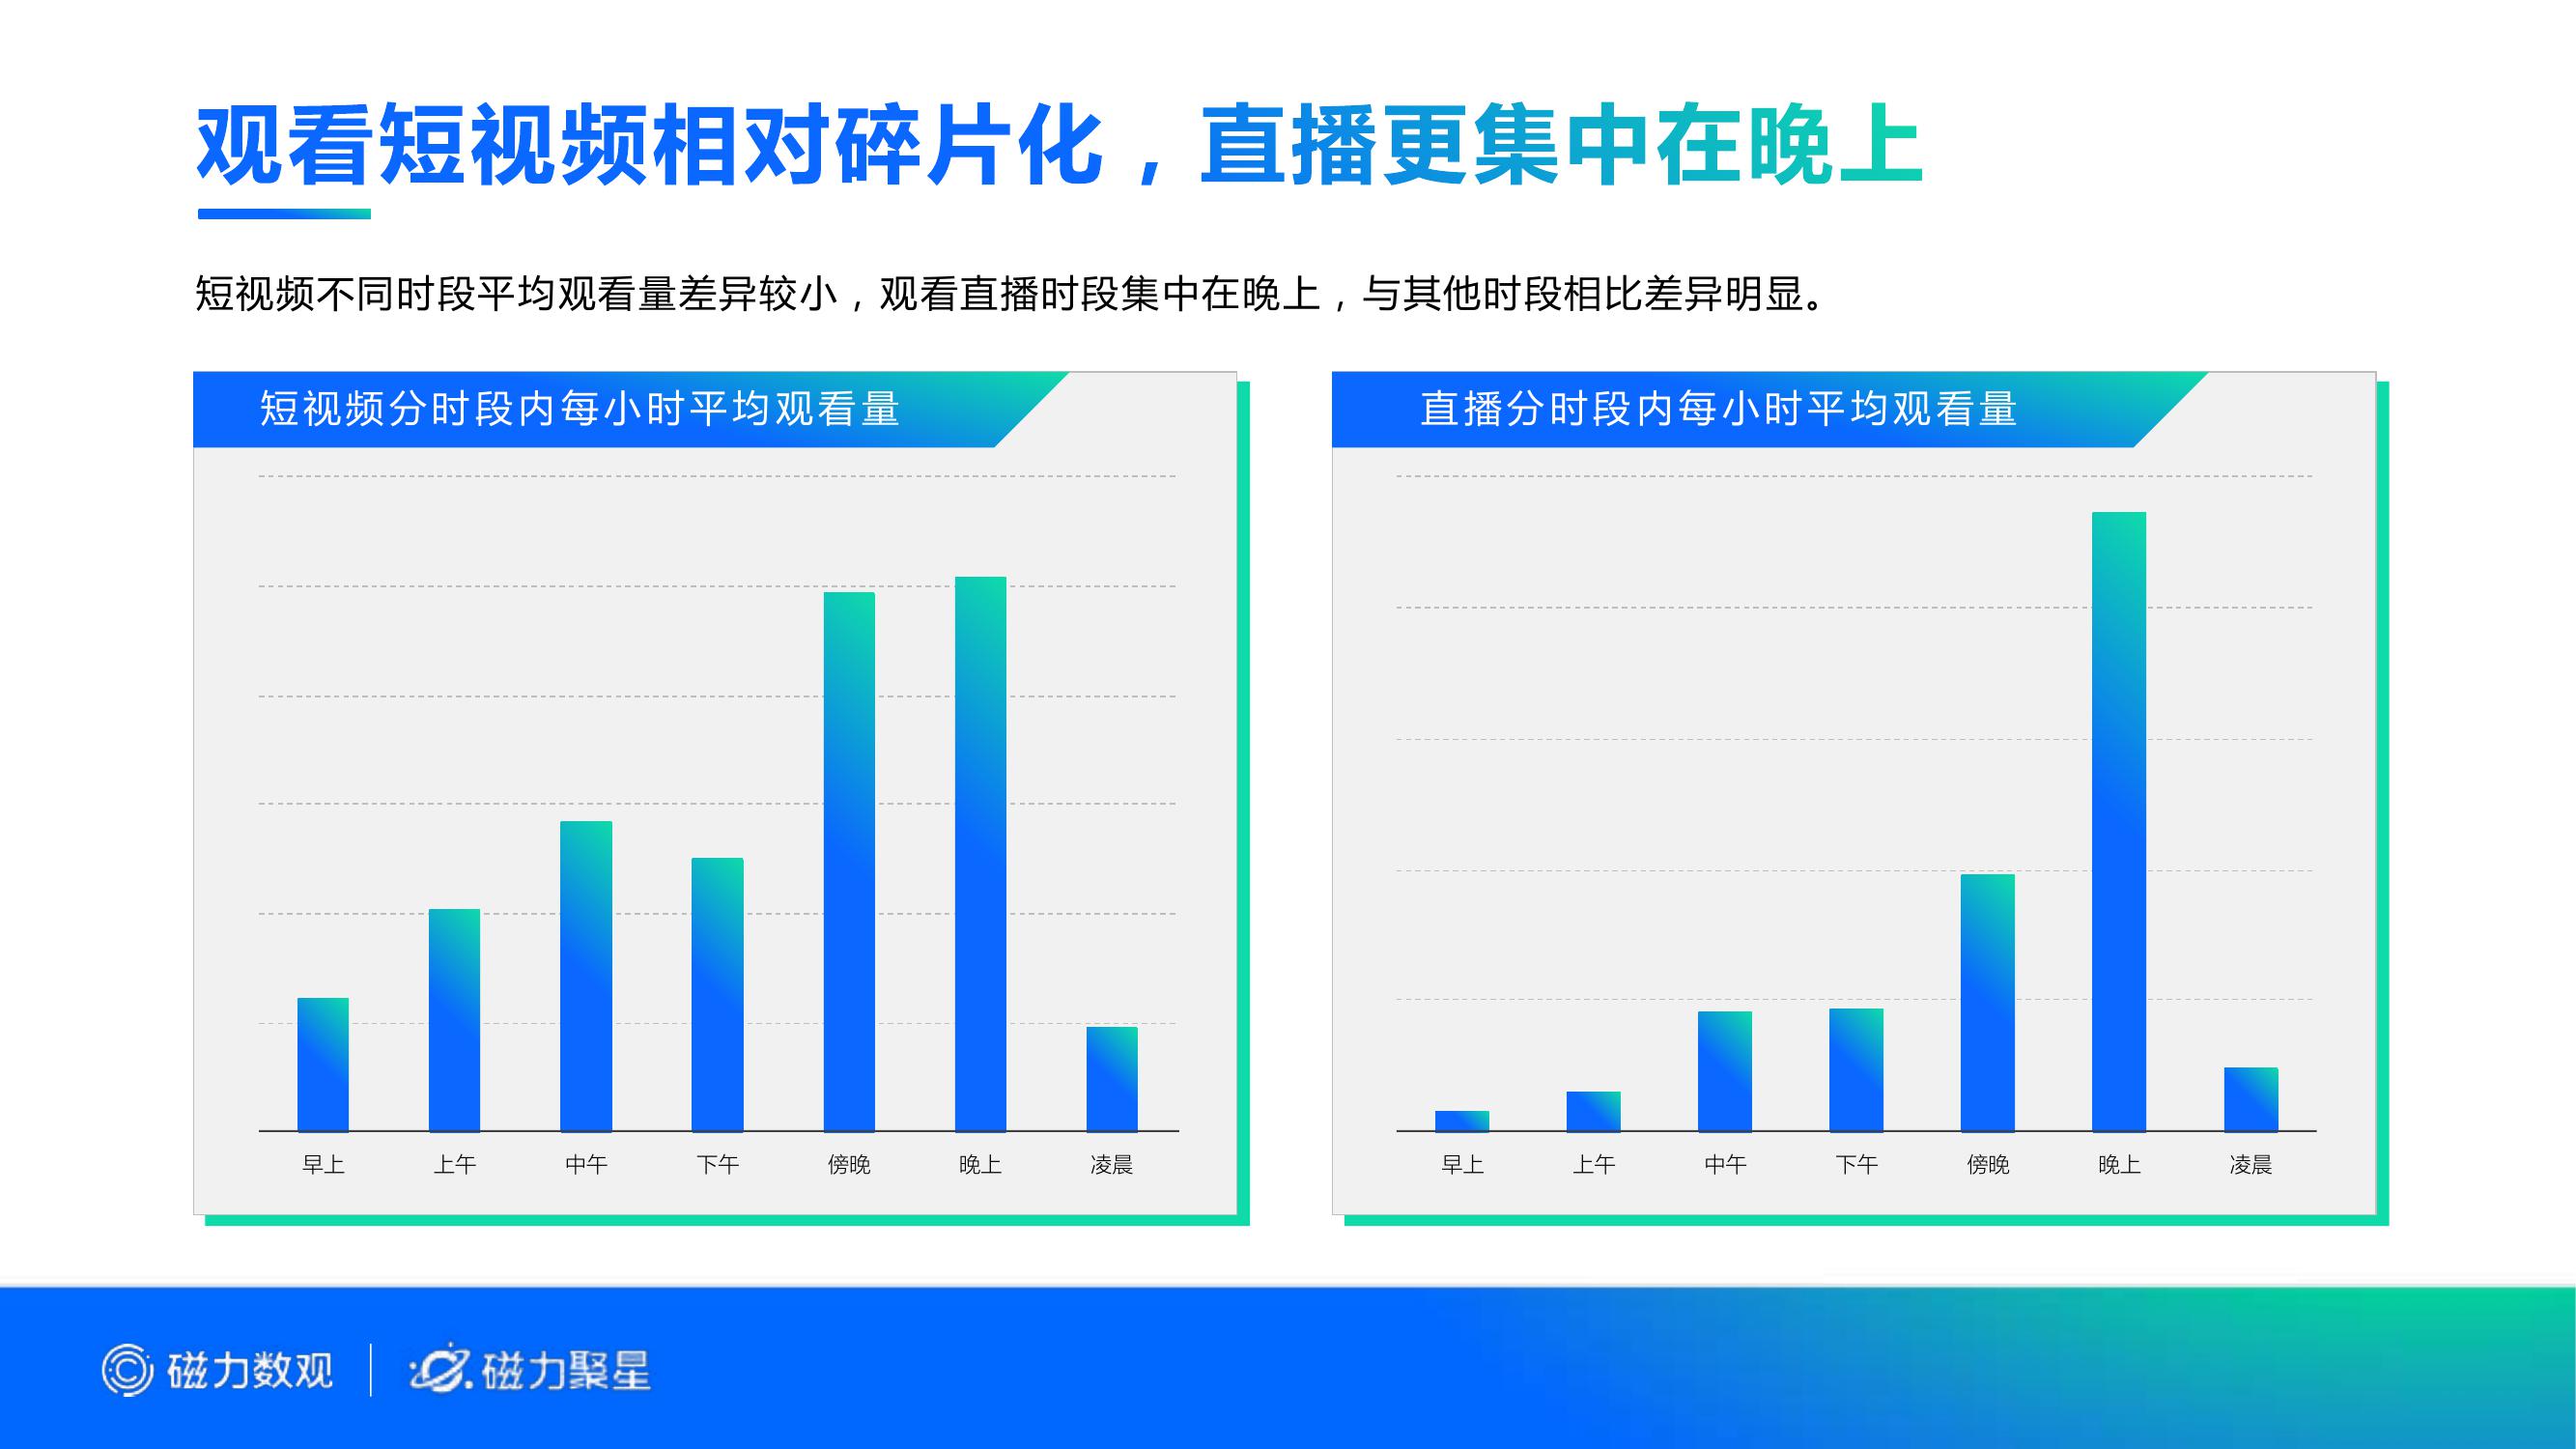 观看短视频相对碎片化，直播更集中在晚上
短视频不同时段平均观看量差异较小，观看直播时段集中在晚上，与其他时段相比差异明显。
短视频分时段内每小时平均观看量
早上 上午 中午 下午 傍晚 晚上 凌晨
直播分时段内每小时平均观看量
早上 上午 中午 下午 傍晚 晚上 凌晨
磁力数观 磁力聚星